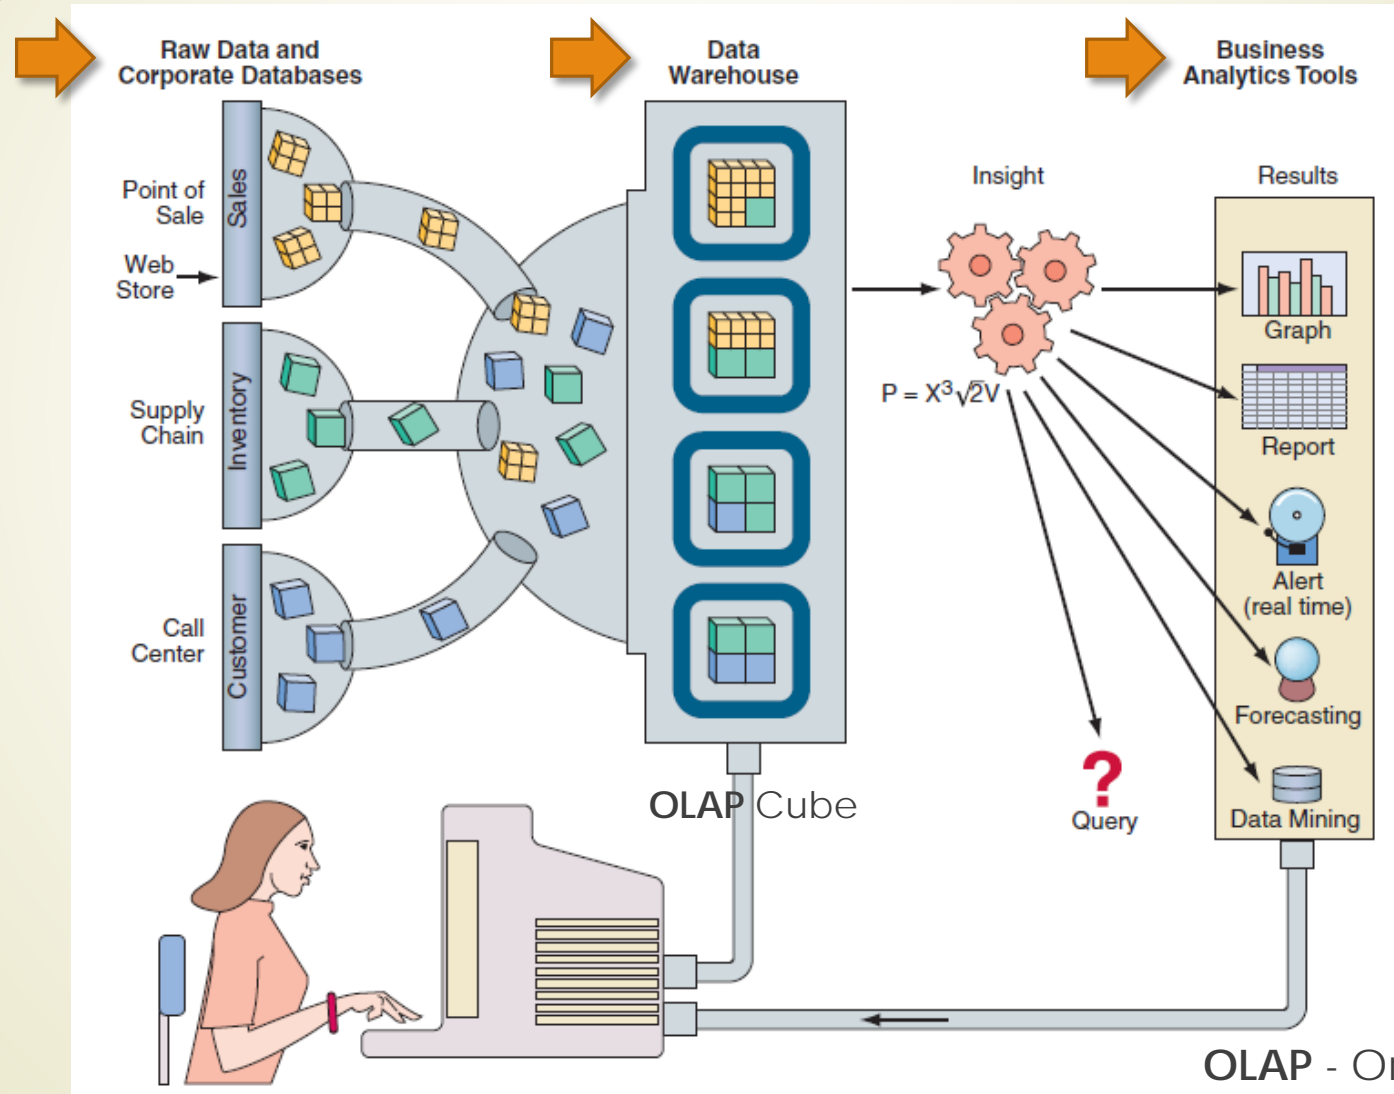 Raw Data and
Corporate Databases
Data
Warehouse
Business
Analytics Tools
Point of
Sale
Web
Store
Sales
Supply
Chain
Inventory
Call
Center
Customer
Insight
P = X³√2V
Results
Graph
Report
Alert
(real time)
Forecasting
Data Mining
?
Query
OLAP Cube
OLAP - On